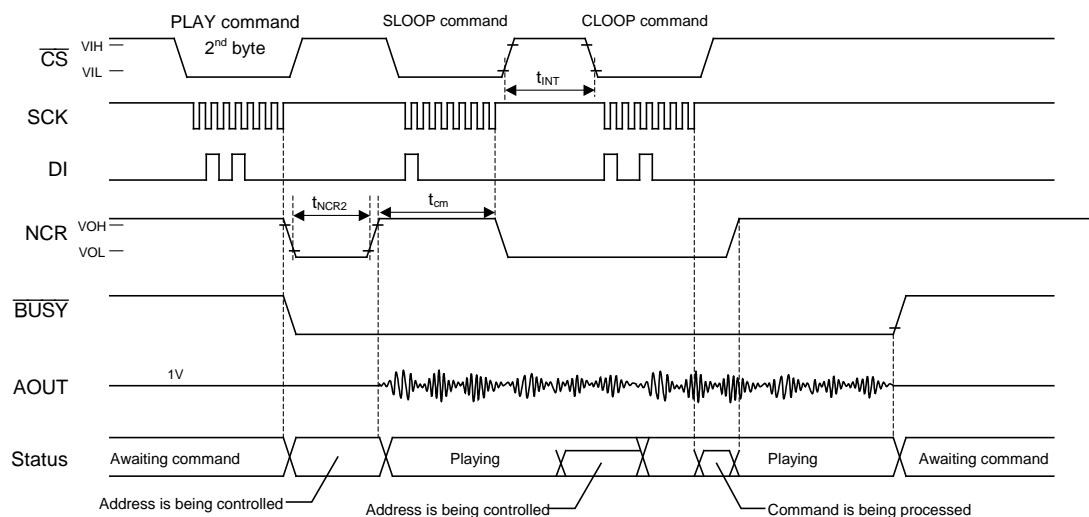 PLAY command
2nd byte
SLOOP command
CLOOP command
CS
VIH
VIL
tINT
SCK
DI
tNCR2
tcm
NCR
VOH
VOL
BUSY
AOUT
1V
Status
Awaiting command
Playing
Playing
Awaiting command
Address is being controlled
Address is being controlled
Command is being processed